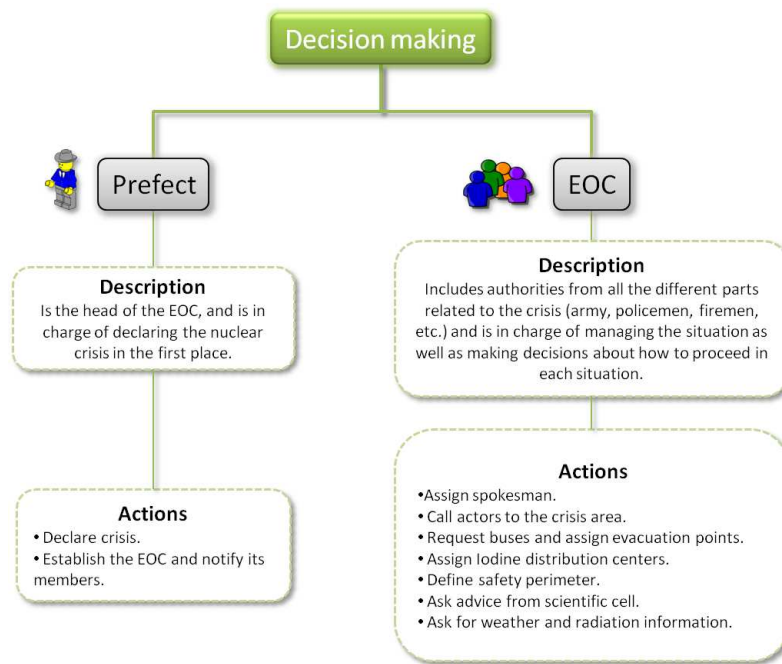 Decision making
Prefect
Description
Is the head of the EOC, and is in
charge of declaring the nuclear
crisis in the first place.
Actions
• Declare crisis.
• Establish the EOC and notify its
members.
EOC
Description
Includes authorities from all the different parts
related to the crisis (army, policemen, firemen,
etc.) and is in charge of managing the situation as
well as making decisions about how to proceed in
each situation.
Actions
•Assign spokesman.
•Call actors to the crisis area.
•Request buses and assign evacuation points.
•Assign Iodine distribution centers.
•Define safety perimeter.
•Ask advice from scientific cell.
•Ask for weather and radiation information.